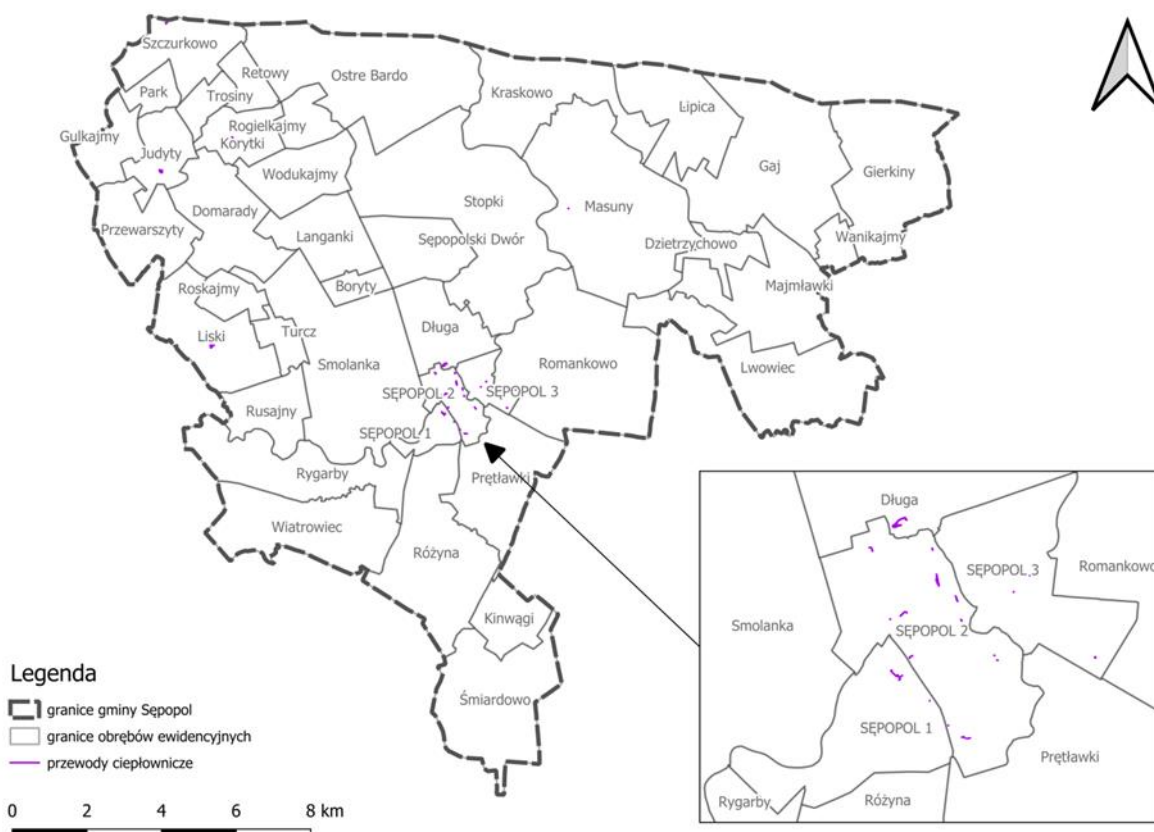 Szczurkowo
Retowy
Ostre Bardo
Park
Trosiny
Kraskowo
Lipica
Gulkajmy
Rogielkajmy
Korytki
Judyty
Wodukajmy
Gaj
Gierkiny
Stopki
Masuny
Domarady
Przewarszyty
Langanki
Sępopolski Dwór
Dzietrzychowo
Wanikajmy
Roskajmy
Boryty
Majmławki
Liski
Turcz
Długa
Smolanka
Romankowo
Lwowiec
SĘPOPOL 2
SĘPOPOL 3
Rusajny
SĘPOPOL 1
Rygarby
Prętławki
Wiatrowiec
Różyna
Kinwągi
Śmiardowo
Długa
SĘPOPOL 3
Romankowo
Smolanka
SĘPOPOL 2
SĘPOPOL 1
Prętławki
Rygarby
Różyna
Legenda
granice gminy Sępopol
granice obrębów ewidencyjnych
przewody ciepłownicze
0 2 4 6 8 km